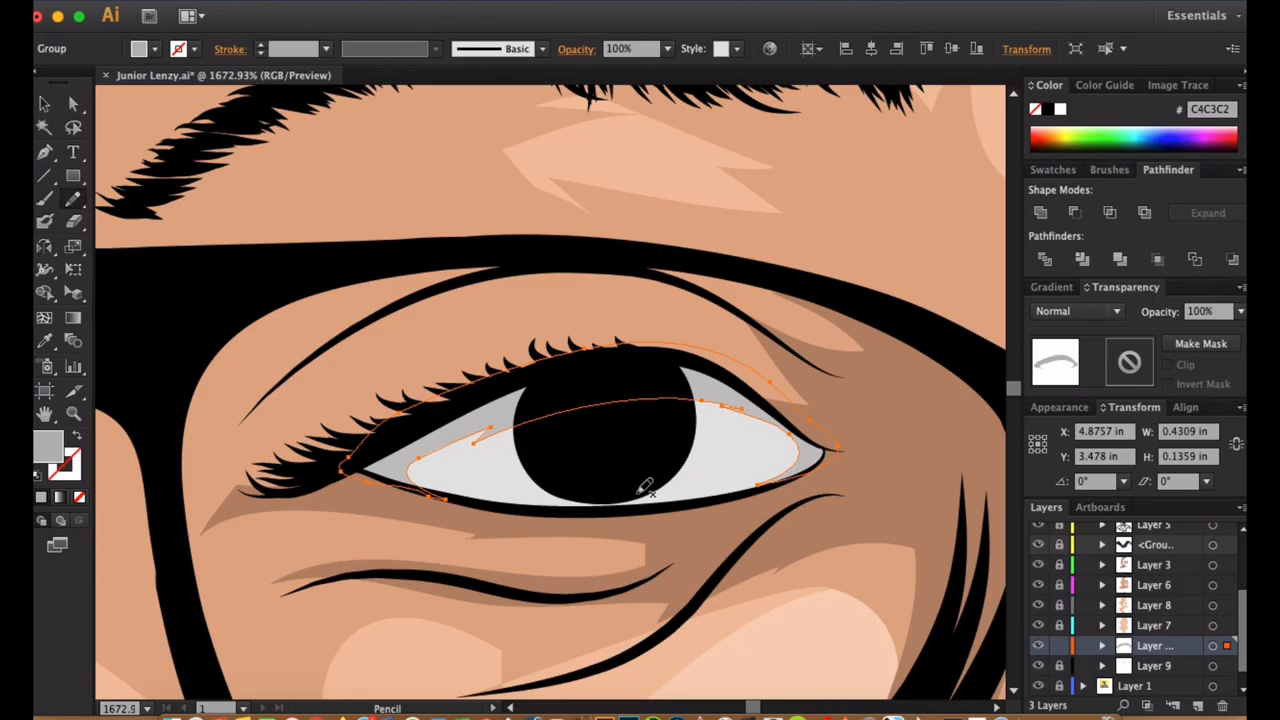 Ai Br Essentials
Group Stroke: Basic Opacity: 100% Style: Transform
× Junior Lenzy.ai* @ 1672.93% (RGB/Preview)
Color Color Guide Image Trace
# C4C3C2
Swatches Brushes Pathfinder
Shape Modes:
Expand
Pathfinders:
Gradient Transparency
Normal Opacity: 100%
Make Mask
Clip
Invert Mask
Appearance Transform Align
X: 4.8757 in W: 0.4309 in
Y: 3.478 in H: 0.1359 in
0° 0°
Layers Artboards
Layer 5
<Grou...
Layer 3
Layer 6
Layer 8
Layer 7
Layer ...
Layer 9
Layer 1
3 Layers
1672.9 1 Pencil